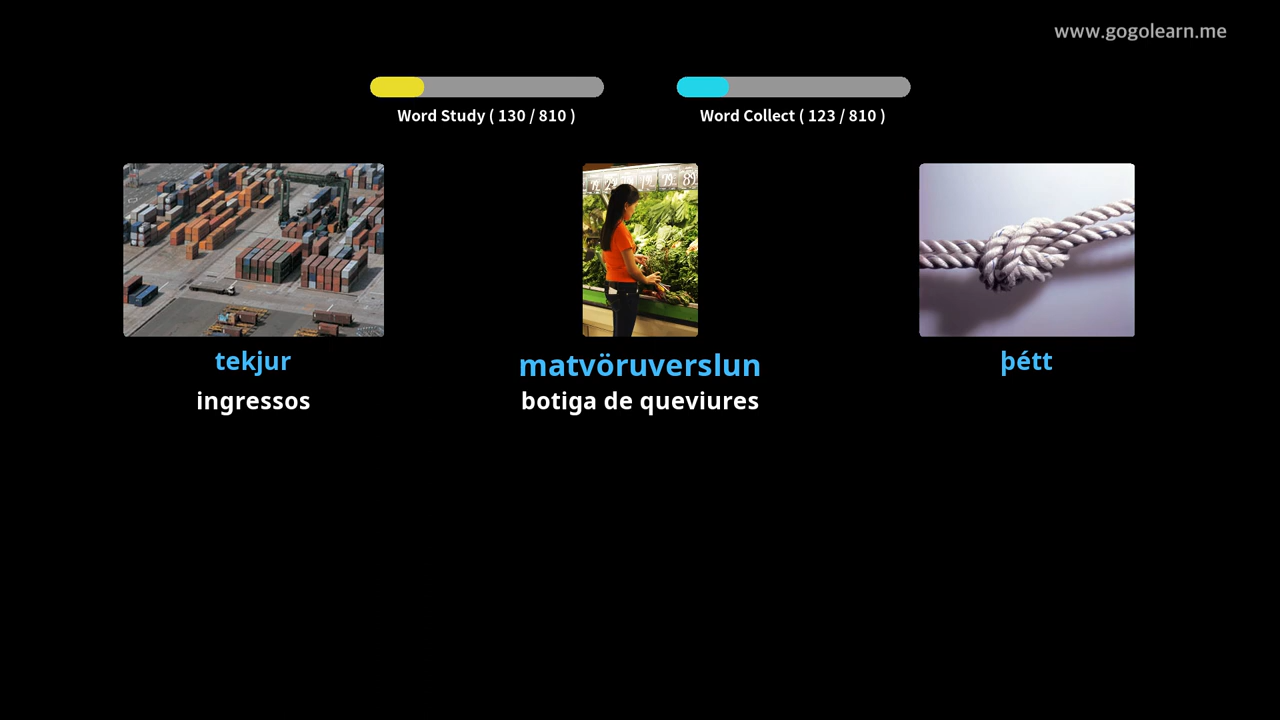 www.gogolearn.me
Word Study ( 130 / 810 )
Word Collect ( 123 / 810 )
tekjur
ingressos
matvöruverslun
botiga de queviures
þétt